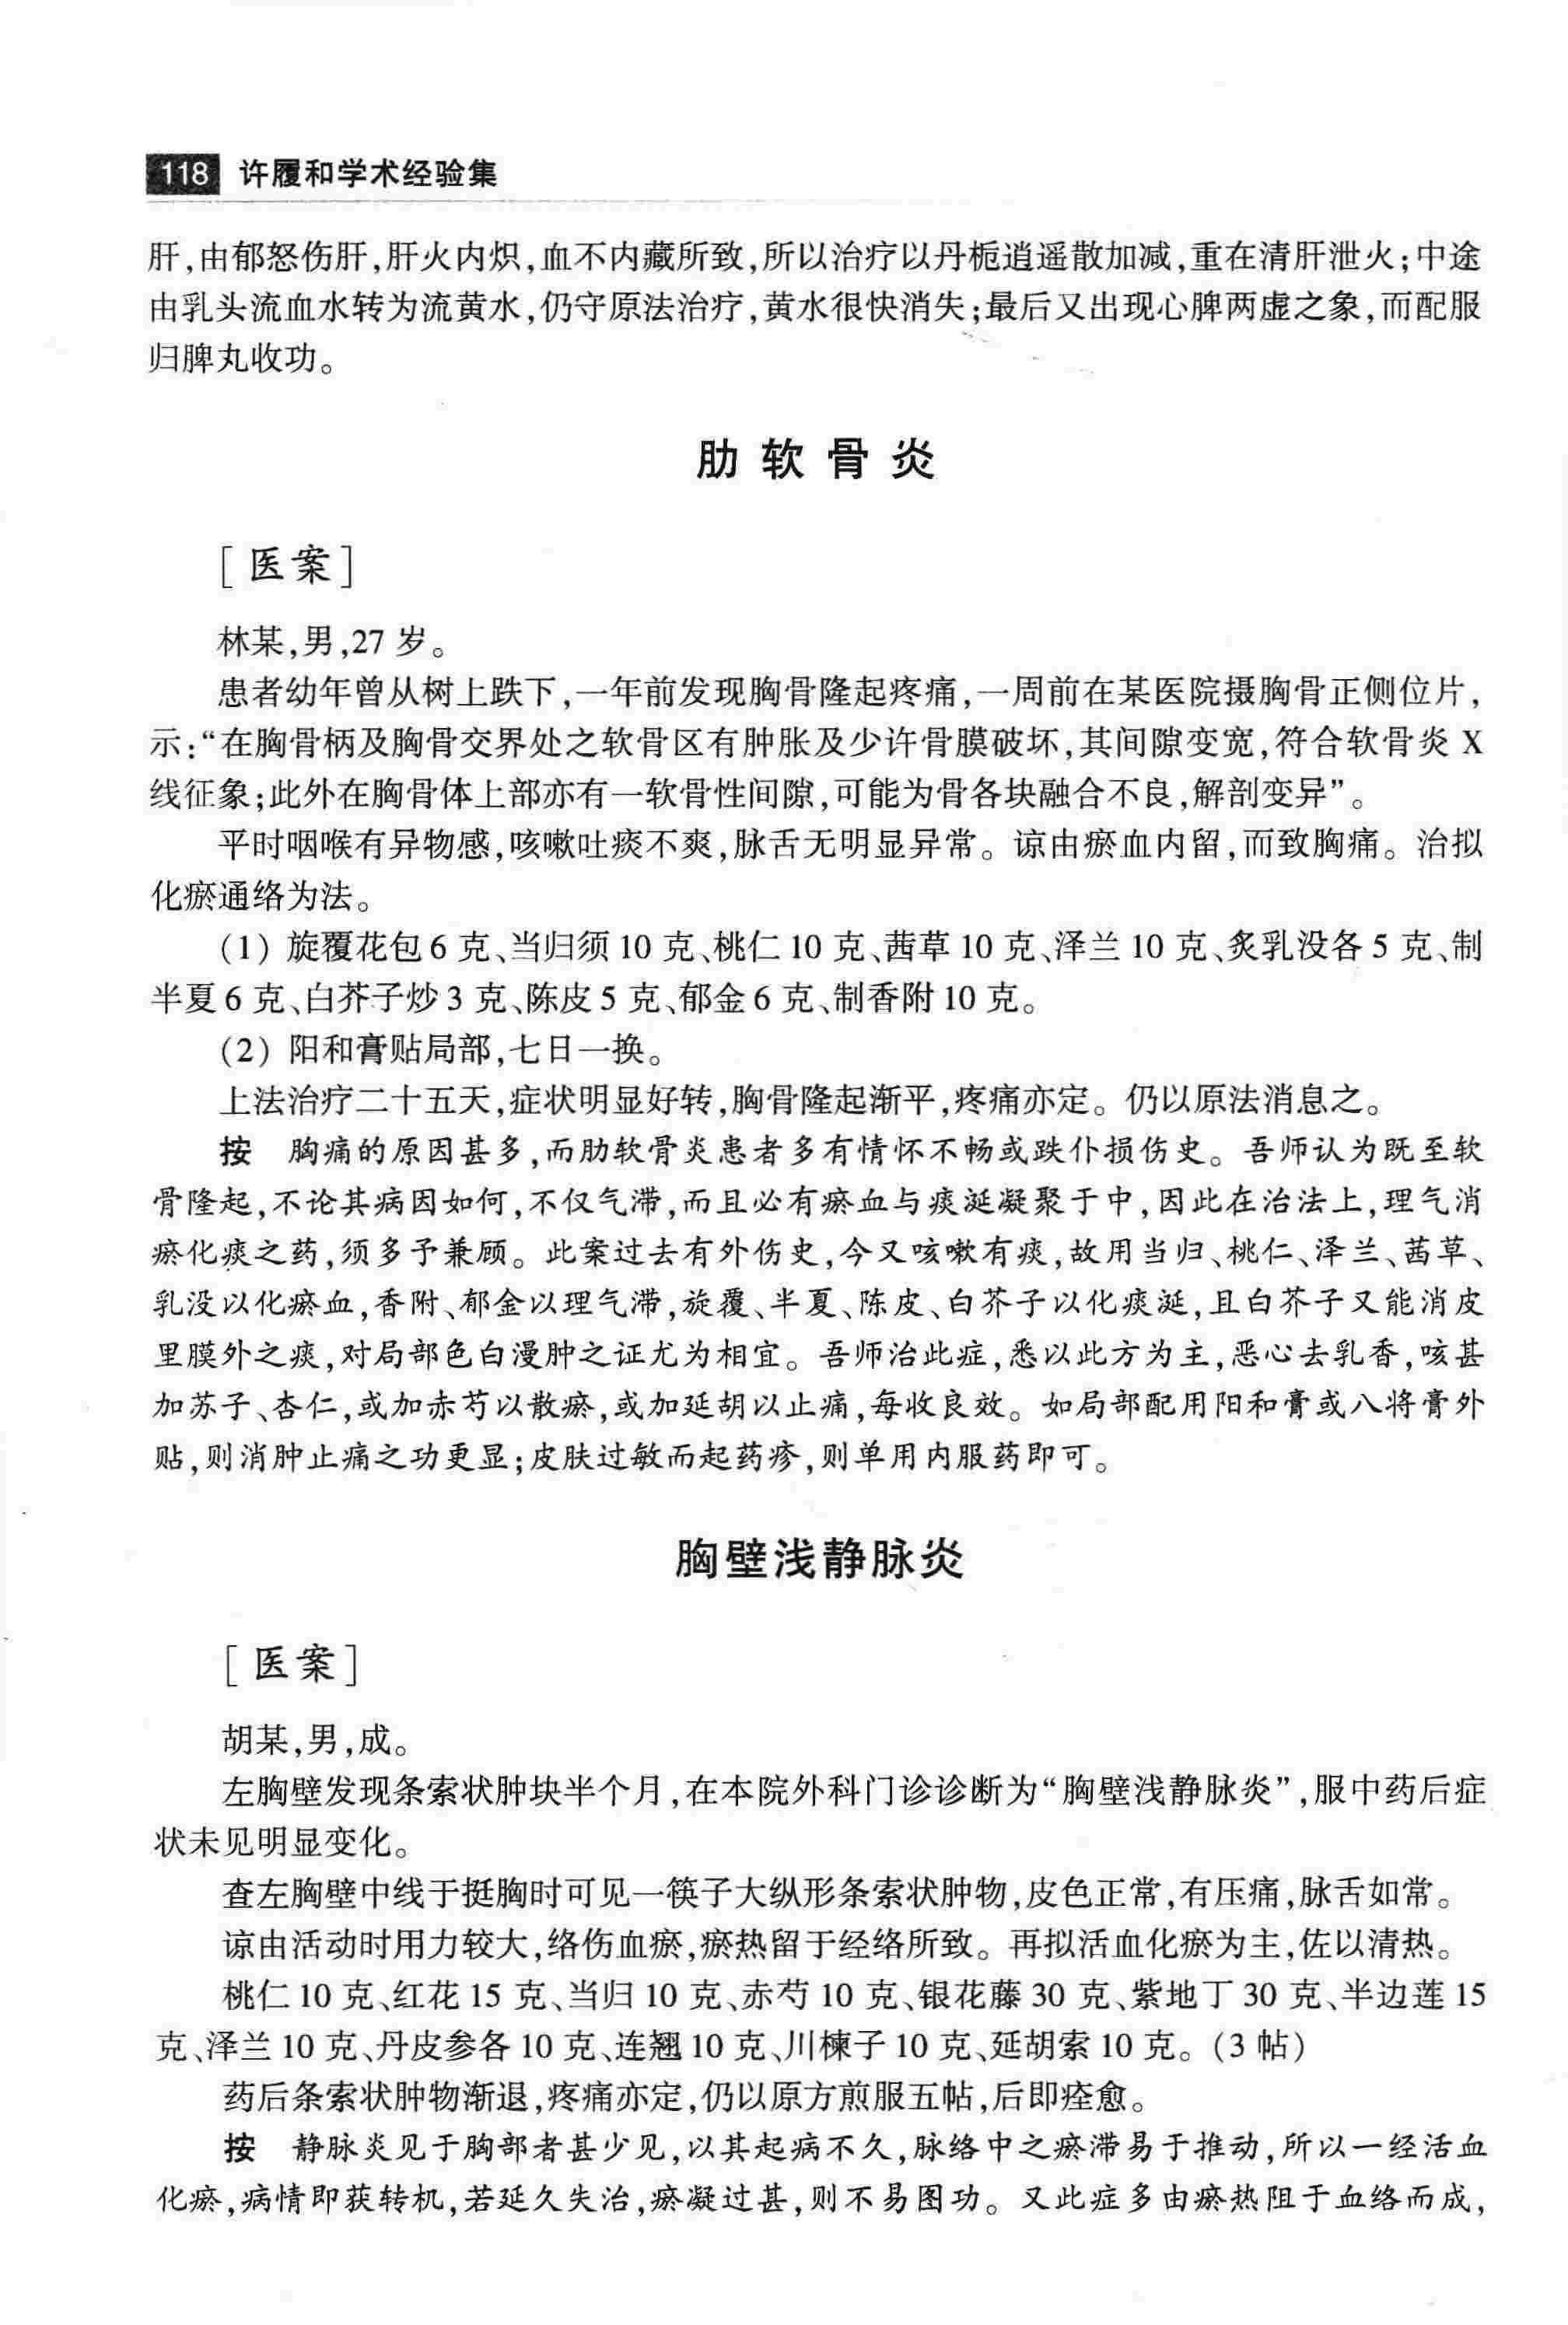 118 许履和学术经验集
肝,由郁怒伤肝,肝火内炽,血不内藏所致,所以治疗以丹栀逍遥散加减,重在清肝泄火;中途
由乳头流血水转为流黄水,仍守原法治疗,黄水很快消失;最后又出现心脾两虚之象,而配服
归脾丸收功。
肋软骨炎
[医案]
林某,男,27岁。
患者幼年曾从树上跌下,一年前发现胸骨隆起疼痛,一周前在某医院摄胸骨正侧位片,
示:“在胸骨柄及胸骨交界处之软骨区有肿胀及少许骨膜破坏,其间隙变宽,符合软骨炎 X
线征象;此外在胸骨体上部亦有一软骨性间隙,可能为骨各块融合不良,解剖变异”。
平时咽喉有异物感,咳嗽吐痰不爽,脉舌无明显异常。谅由瘀血内留,而致胸痛。治拟
化瘀通络为法。
(1) 旋覆花包6克、当归须10克、桃仁10克、茜草10克、泽兰10克、炙乳没各5克、制
半夏6克、白芥子炒3克、陈皮5克、郁金6克、制香附10克。
(2) 阳和膏贴局部,七日一换。
上法治疗二十五天,症状明显好转,胸骨隆起渐平,疼痛亦定。仍以原法消息之。
按 胸痛的原因甚多,而肋软骨炎患者多有情怀不畅或跌仆损伤史。吾师认为既至软
骨隆起,不论其病因如何,不仅气滞,而且必有瘀血与痰涎凝聚于中,因此在治法上,理气消
瘀化痰之药,须多予兼顾。此案过去有外伤史,今又咳嗽有痰,故用当归、桃仁、泽兰、茜草、
乳没以化瘀血,香附、郁金以理气滞,旋覆、半夏、陈皮、白芥子以化痰涎,且白芥子又能消皮
里膜外之痰,对局部色白漫肿之证尤为相宜。吾师治此症,悉以此方为主,恶心去乳香,咳甚
加苏子、杏仁,或加赤芍以散瘀,或加延胡以止痛,每收良效。如局部配用阳和膏或八将膏外
贴,则消肿止痛之功更显;皮肤过敏而起药疹,则单用内服药即可。
胸壁浅静脉炎
[医案]
胡某,男,成。
左胸壁发现条索状肿块半个月,在本院外科门诊诊断为“胸壁浅静脉炎”,服中药后症
状未见明显变化。
查左胸壁中线于挺胸时可见一筷子大纵形条索状肿物,皮色正常,有压痛,脉舌如常。
谅由活动时用力较大,络伤血瘀,瘀热留于经络所致。再拟活血化瘀为主,佐以清热。
桃仁10克、红花15克、当归10克、赤芍10克、银花藤30克、紫地丁30克、半边莲15
克、泽兰10克、丹皮参各10克、连翘10克、川楝子10克、延胡索10克。(3帖)
药后条索状肿物渐退,疼痛亦定,仍以原方煎服五帖,后即痊愈。
按 静脉炎见于胸部者甚少见,以其起病不久,脉络中之瘀滞易于推动,所以一经活血
化瘀,病情即获转机,若延久失治,瘀凝过甚,则不易图功。又此症多由瘀热阻于血络而成,